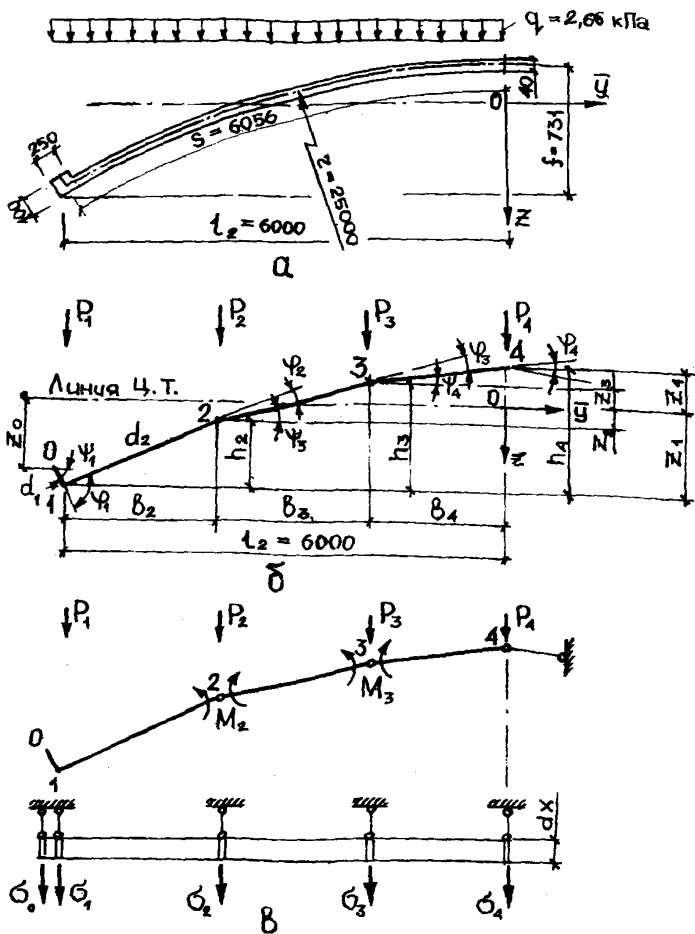 q = 2,66 кПа
250
80
S = 6056
r = 25000
40
0
y
f = 731
z
l₂ = 6000
а
P₁ P₂ P₃ P₄
Линия Ц.Т.
z₀
0
ψ₁
d₁
1
φ₁
d₂
2
φ₂
ψ₃
h₂
3
h₃
φ₃
ψ₄
4
φ₄
0
z
h₄
z₃
z₄
z₁
B₂ B₃ B₄
l₂ = 6000
б
P₁ P₂ P₃ P₄
0
1
2
M₂
3
M₃
4
dx
σ₀ σ₁ σ₂ σ₃ σ₄
в